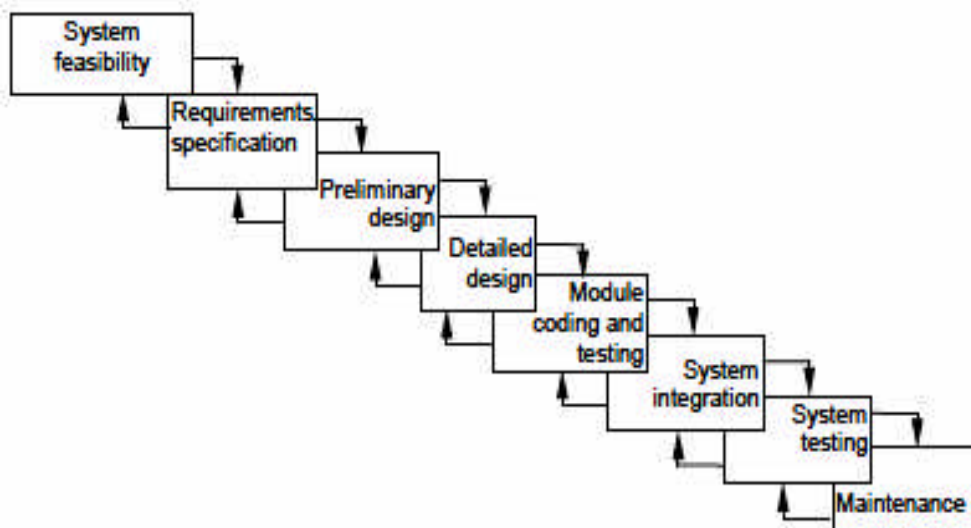 System
feasibility
Requirements
specification
Preliminary
design
Detailed
design
Module
coding and
testing
System
integration
System
testing
Maintenance